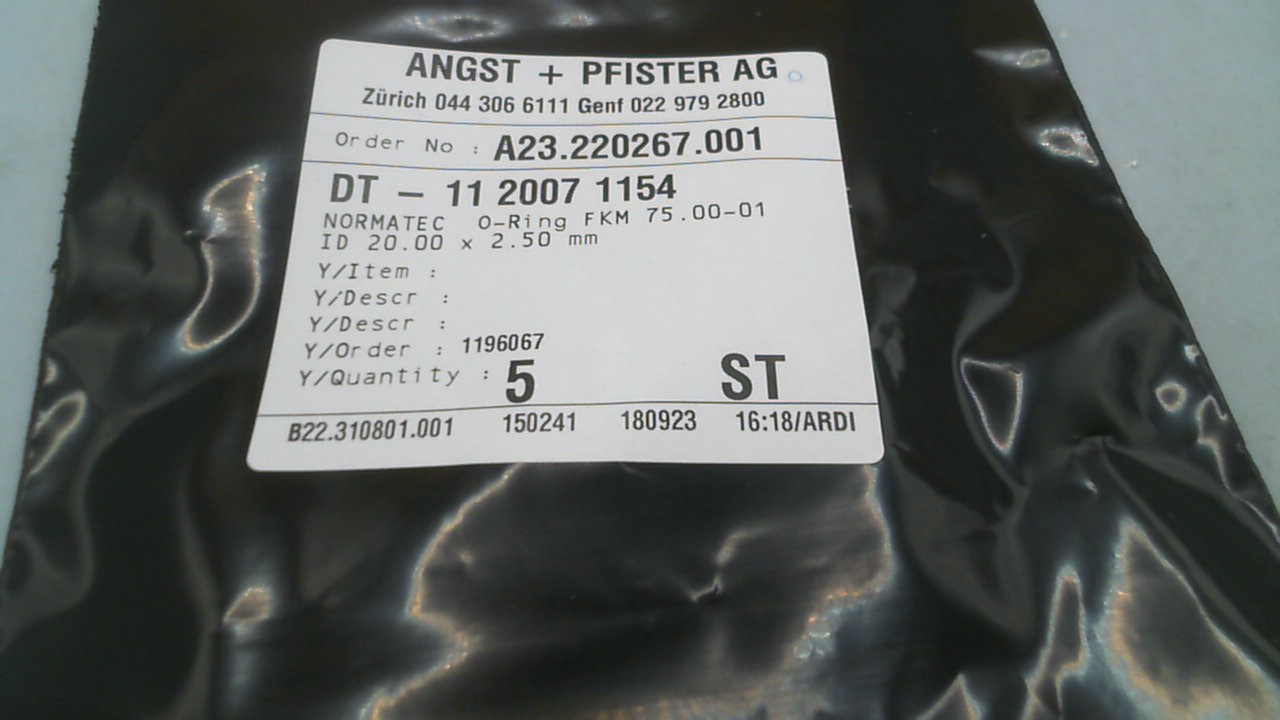 ANGST + PFISTER AG
Zürich 044 306 6111 Genf 022 979 2800
Order No : A23.220267.001
DT – 11 2007 1154
NORMATEC O-Ring FKM 75.00-01
ID 20.00 x 2.50 mm
Y/Item :
Y/Descr :
Y/Descr :
Y/Order : 1196067
Y/Quantity : 5 ST
B22.310801.001 150241 180923 16:18/ARDI